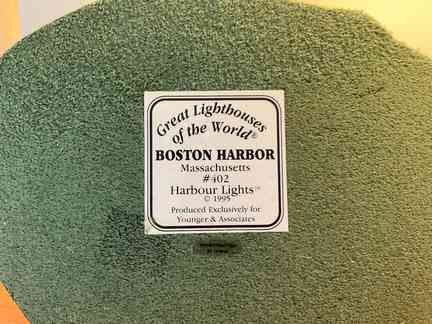 Great Lighthouses
of the World®
BOSTON HARBOR
Massachusetts
#402
Harbour Lights™
© 1995
Produced Exclusively for
Younger & Associates